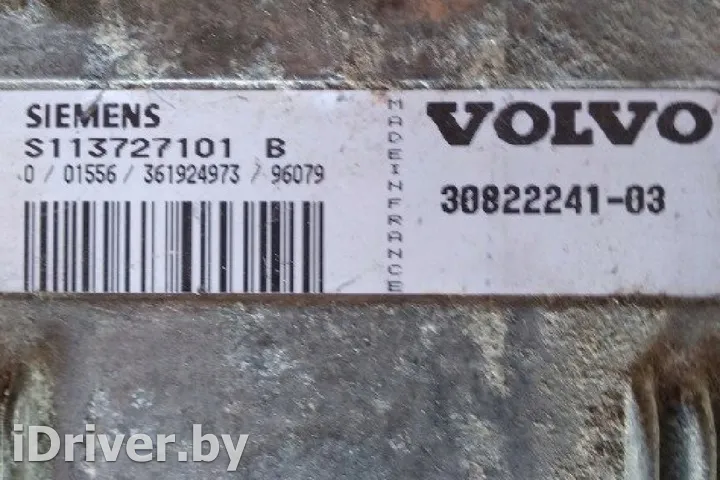 SIEMENS
S113727101 B
0 / 01556 / 361924973 / 96079
MADEINFRANCE
VOLVO
30822241-03
iDriver.by